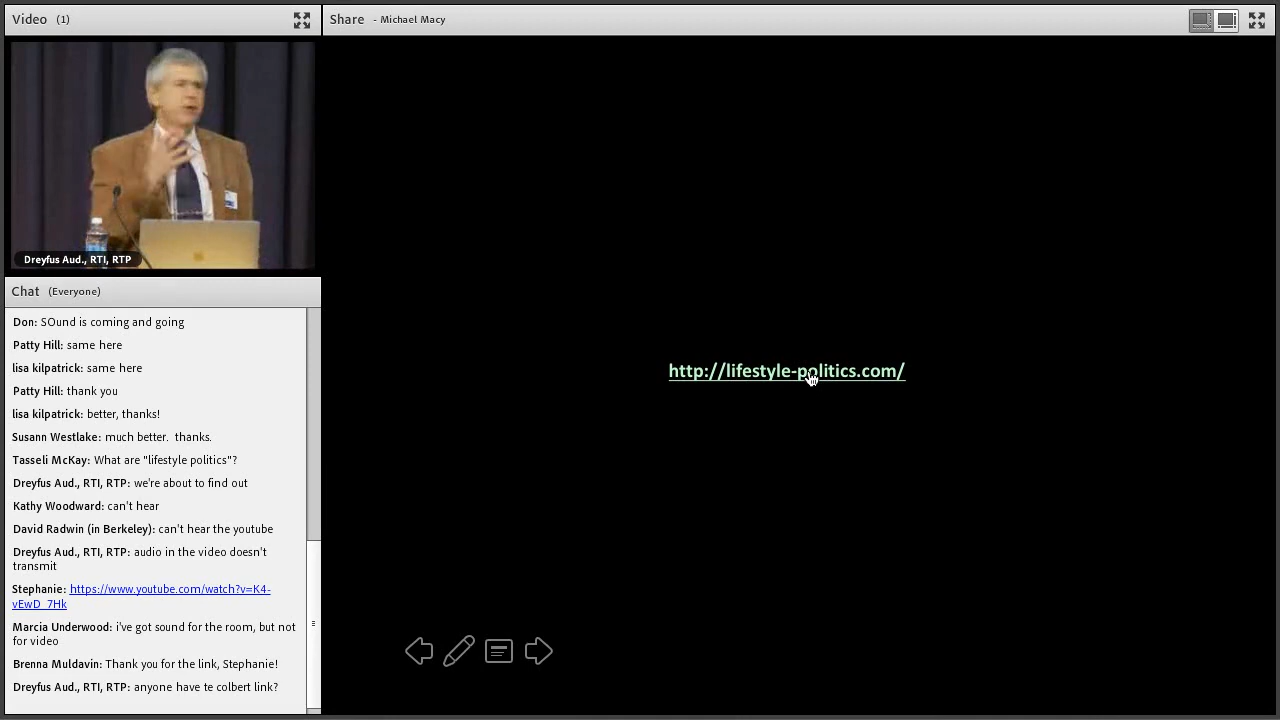 Video (1)
Share - Michael Macy
Dreyfus Aud., RTI, RTP
Chat (Everyone)
Don: SOund is coming and going
Patty Hill: same here
lisa kilpatrick: same here
Patty Hill: thank you
lisa kilpatrick: better, thanks!
Susann Westlake: much better.  thanks.
Tasseli McKay: What are "lifestyle politics"?
Dreyfus Aud., RTI, RTP: we're about to find out
Kathy Woodward: can't hear
David Radwin (in Berkeley): can't hear the youtube
Dreyfus Aud., RTI, RTP: audio in the video doesn't
transmit
Stephanie: https://www.youtube.com/watch?v=K4-
vEwD_7Hk
Marcia Underwood: i've got sound for the room, but not
for video
Brenna Muldavin: Thank you for the link, Stephanie!
Dreyfus Aud., RTI, RTP: anyone have te colbert link?
http://lifestyle-politics.com/